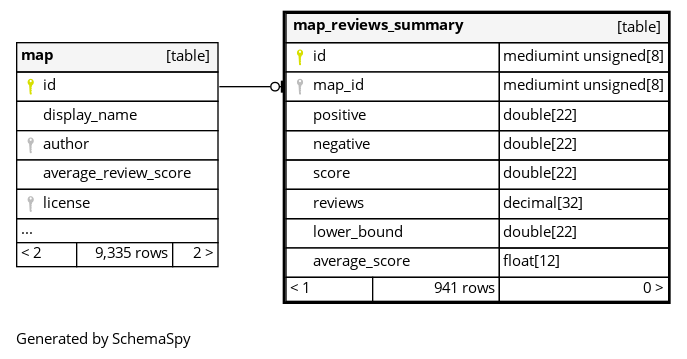 map [table]
id
display_name
author
average_review_score
license
...
< 2 9,335 rows 2 >
map_reviews_summary [table]
id mediumint unsigned[8]
map_id mediumint unsigned[8]
positive double[22]
negative double[22]
score double[22]
reviews decimal[32]
lower_bound double[22]
average_score float[12]
< 1 941 rows 0 >
Generated by SchemaSpy